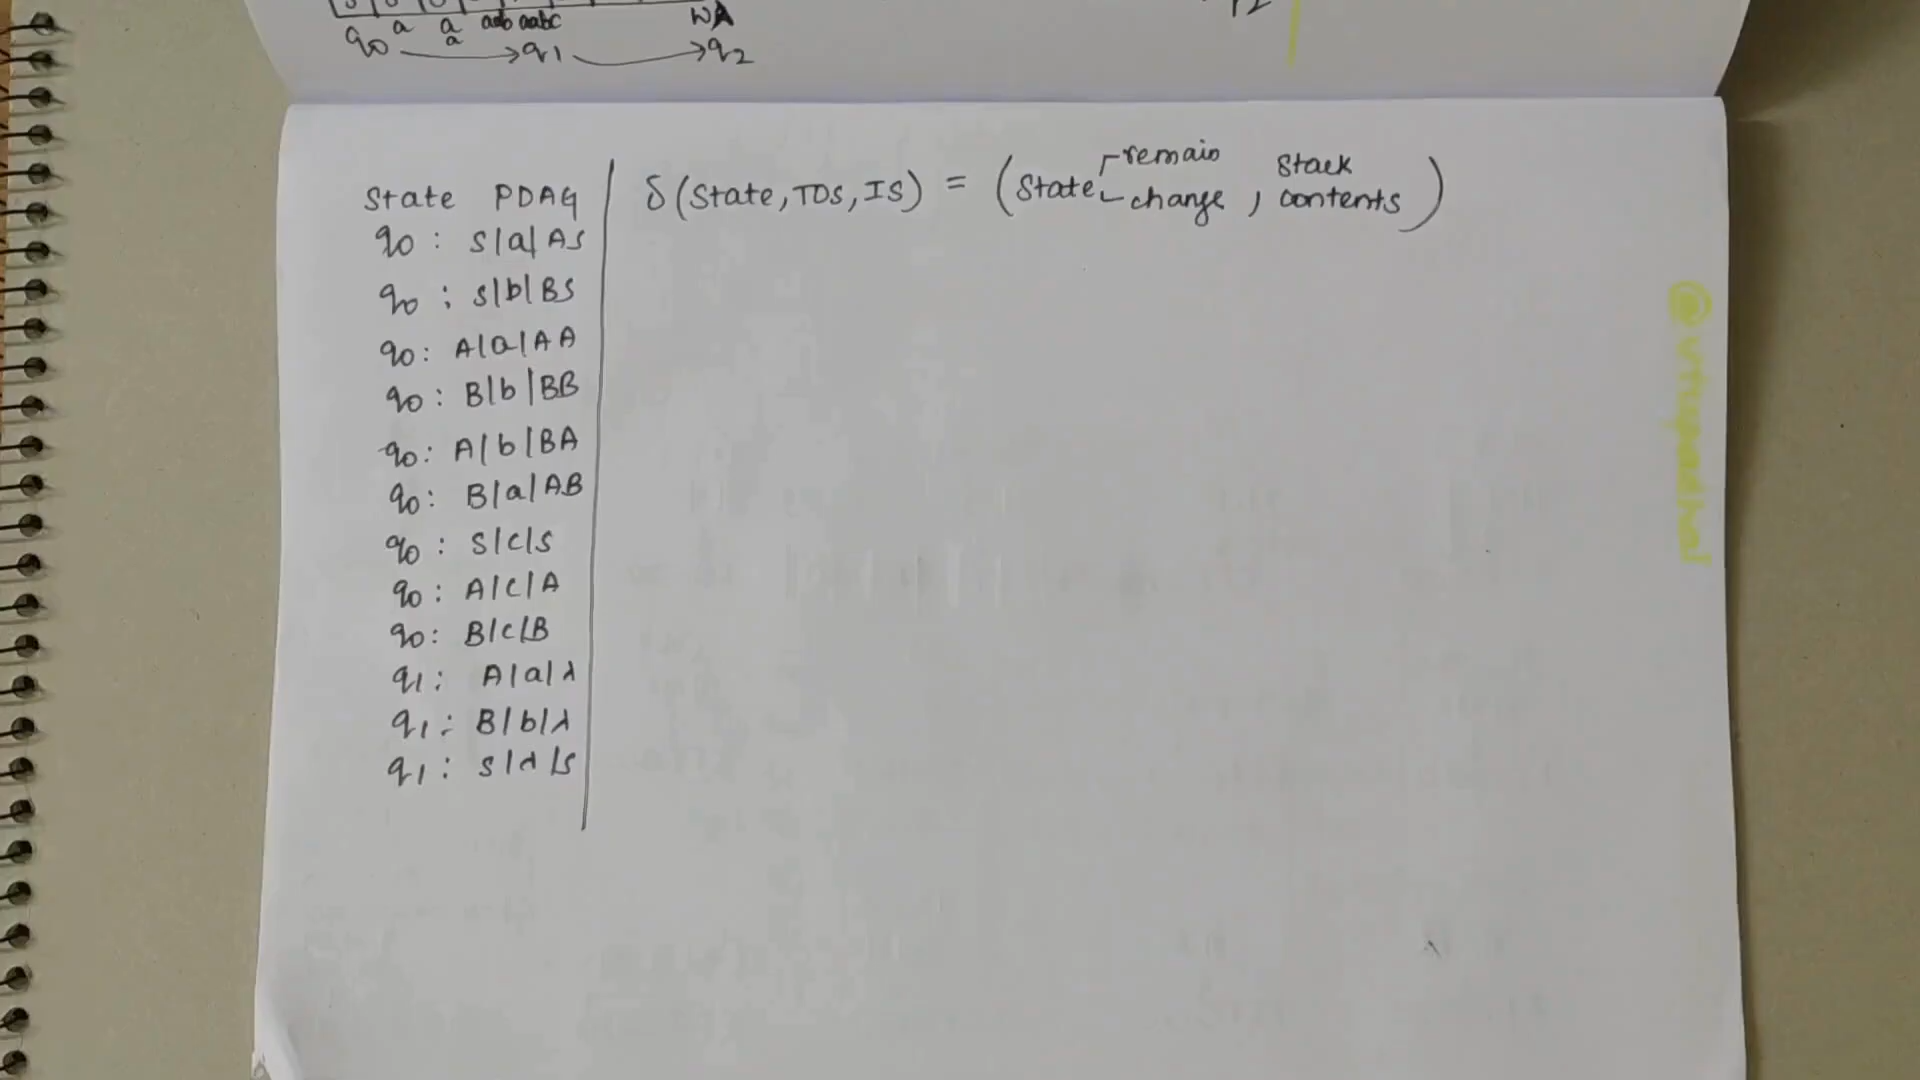 a a aab aabc WA
a
q0 → q1 → q2
State PDAG δ(State, TOS, IS) = (State remain change, Stack contents)
q0 : S|a|AS
q0 : S|b|BS
q0 : A|a|AA
q0 : B|b|BB
q0 : A|b|BA
q0 : B|a|AB
q0 : S|c|S
q0 : A|c|A
q0 : B|c|B
q1 : A|a|λ
q1 : B|b|λ
q1 : S|λ|S